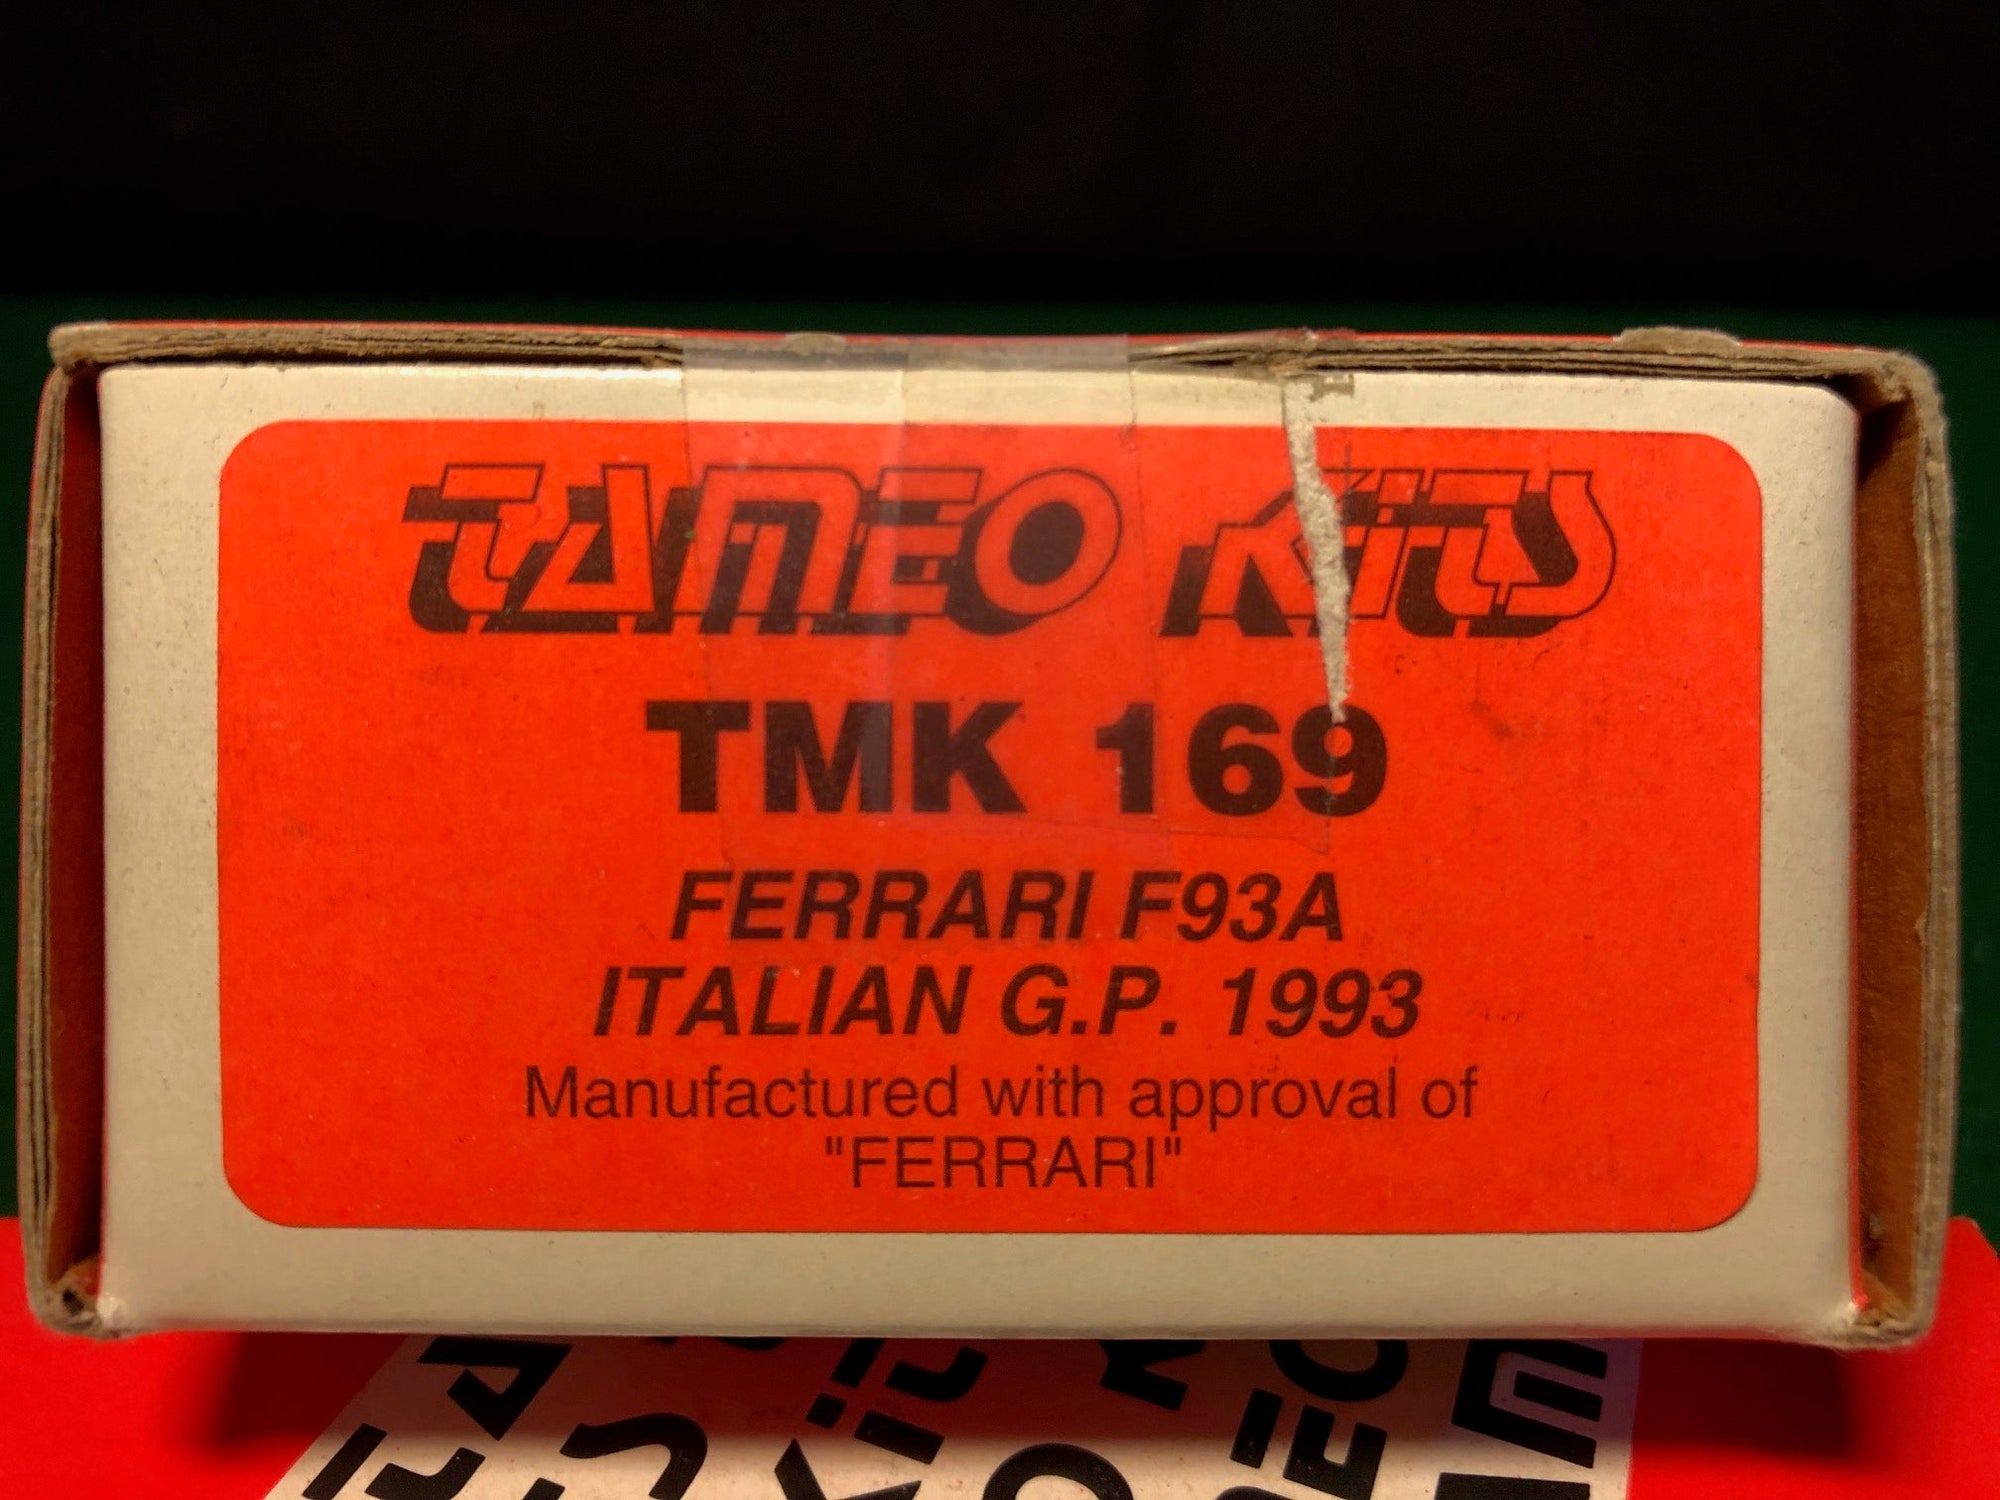 TAMEO KITS
TMK 169
FERRARI F93A
ITALIAN G.P. 1993
Manufactured with approval of
"FERRARI"